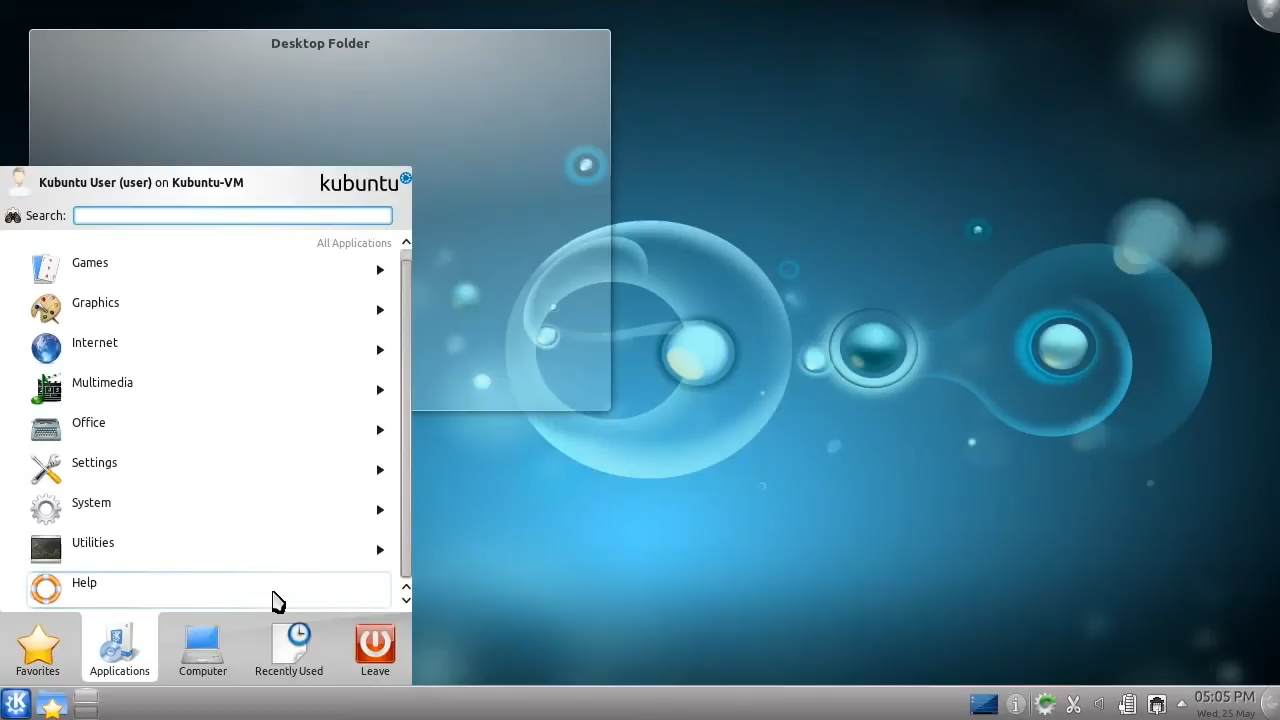 Desktop Folder
Kubuntu User (user) on Kubuntu-VM
kubuntu
Search:
All Applications
Games
Graphics
Internet
Multimedia
Office
Settings
System
Utilities
Help
Favorites
Applications
Computer
Recently Used
Leave
05:05 PM
Wed, 25 May